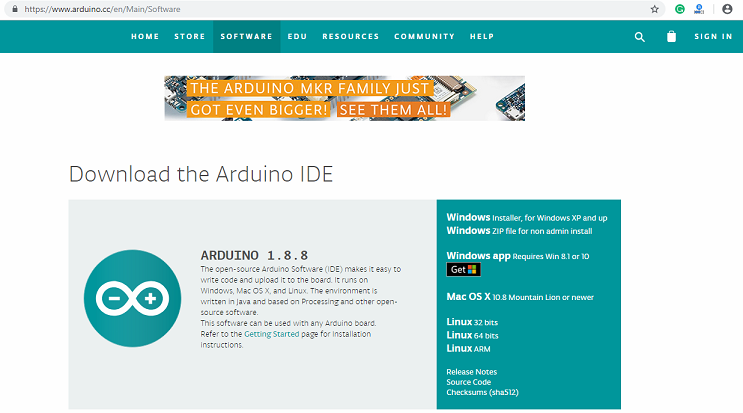 https://www.arduino.cc/en/Main/Software
HOME STORE SOFTWARE EDU RESOURCES COMMUNITY HELP SIGN IN
THE ARDUINO MKR FAMILY JUST
GOT EVEN BIGGER! SEE THEM ALL!
Download the Arduino IDE
ARDUINO 1.8.8
The open-source Arduino Software (IDE) makes it easy to
write code and upload it to the board. It runs on
Windows, Mac OS X, and Linux. The environment is
written in Java and based on Processing and other open-
source software.
This software can be used with any Arduino board.
Refer to the Getting Started page for Installation
instructions.
Windows Installer, for Windows XP and up
Windows ZIP file for non admin install
Windows app Requires Win 8.1 or 10
Get
Mac OS X 10.8 Mountain Lion or newer
Linux 32 bits
Linux 64 bits
Linux ARM
Release Notes
Source Code
Checksums (sha512)